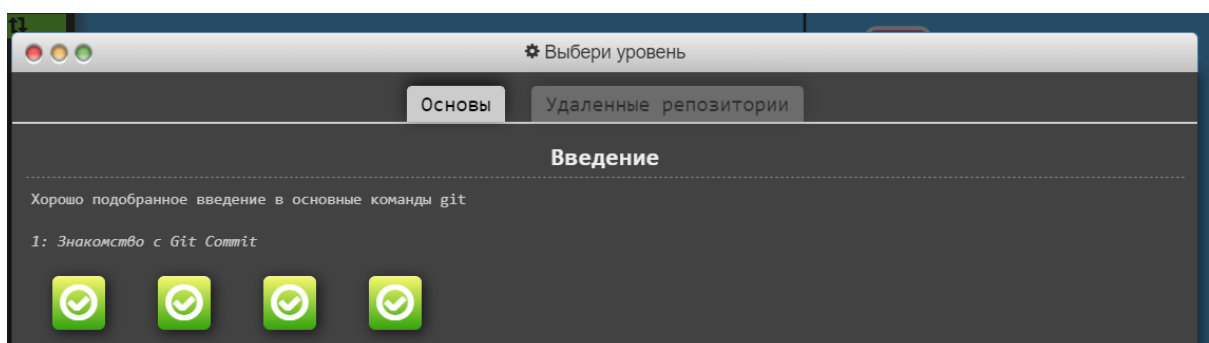 Выбери уровень
Основы
Удаленные репозитории
Введение
Хорошо подобранное введение в основные команды git
1: Знакомство с Git Commit